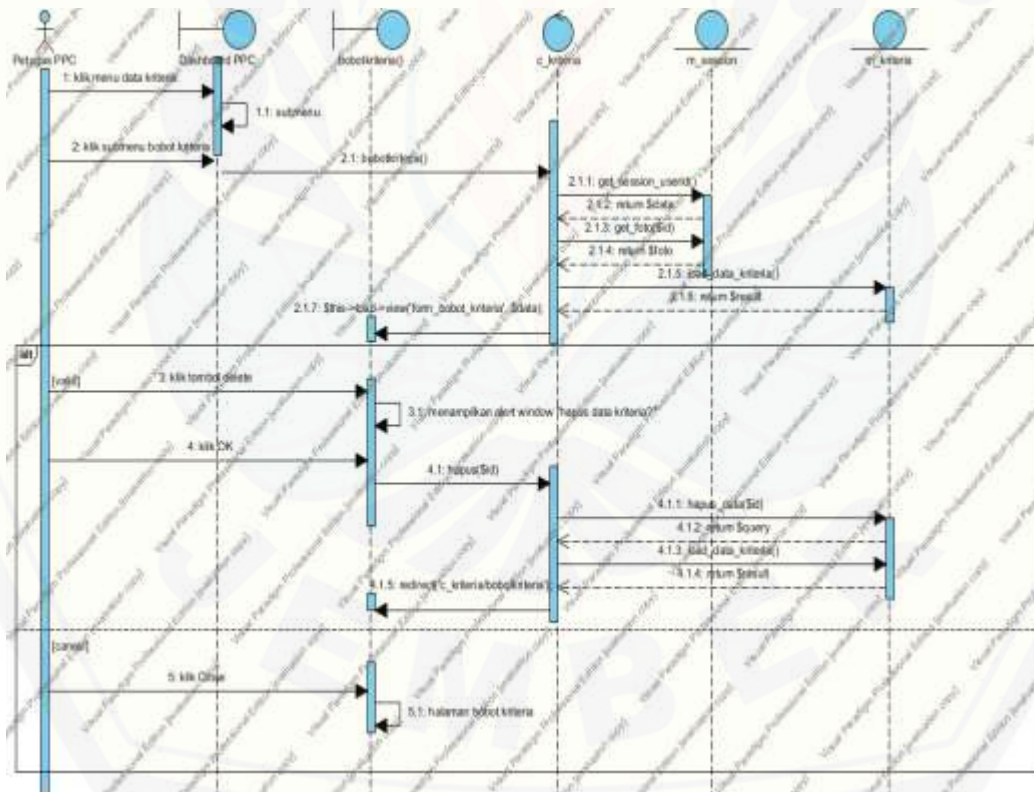 Petugas PPC
Dashboard PPC
bobotkriteria()
c_kriteria
m_session
m_kriteria
1: klik menu data kriteria
1.1: submenu
2: klik submenu bobot kriteria
2.1: bobotkriteria()
2.1.1: get_session_userid()
2.1.2: return $data
2.1.3: get_foto($id)
2.1.4: return $foto
2.1.5: load_data_kriteria()
2.1.6: return $result
2.1.7: $this->load->view('form_bobot_kriteria', $data)
alt
[valid]
3: klik tombol delete
3.1: menampilkan alert window "hapus data kriteria?"
4: klik OK
4.1: hapus($id)
4.1.1: hapus_data($id)
4.1.2: return $query
4.1.3: load_data_kriteria()
4.1.4: return $result
4.1.5: redirect('c_kriteria/bobotkriteria')
[cancel]
5: klik
5.1: halaman bobot kriteria
Visual Paradigm Professional Edition [evaluation copy]